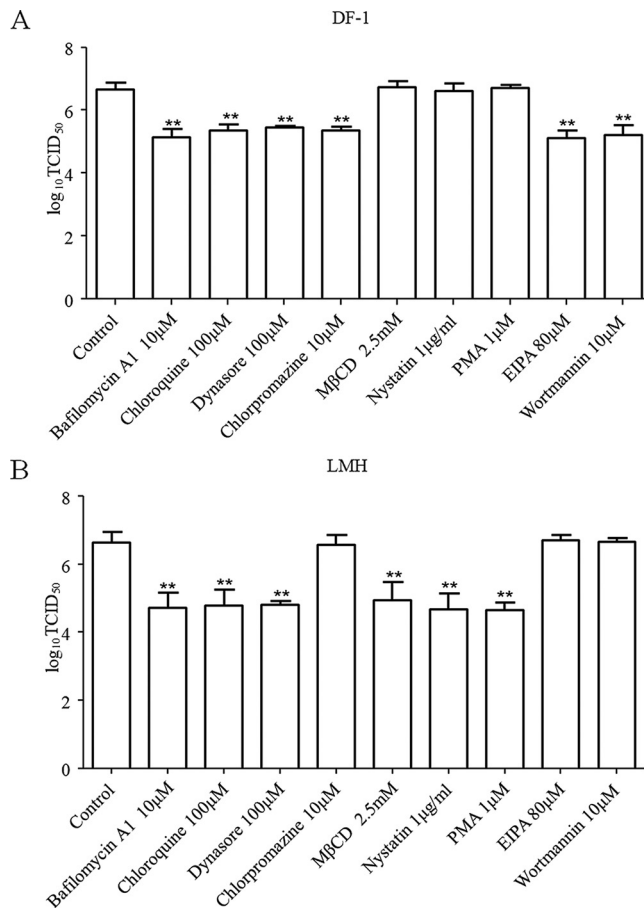 A
DF-1
log10TCID50
8
6
4
2
0
** ** ** ** ** **
Control
Bafilomycin A1 10μM
Chloroquine 100μM
Dynasore 100μM
Chlorpromazine 10μM
MβCD 2.5mM
Nystatin 1μg/ml
PMA 1μM
EIPA 80μM
Wortmannin 10μM
B
LMH
log10TCID50
8
6
4
2
0
** ** ** ** ** **
Control
Bafilomycin A1 10μM
Chloroquine 100μM
Dynasore 100μM
Chlorpromazine 10μM
MβCD 2.5mM
Nystatin 1μg/ml
PMA 1μM
EIPA 80μM
Wortmannin 10μM